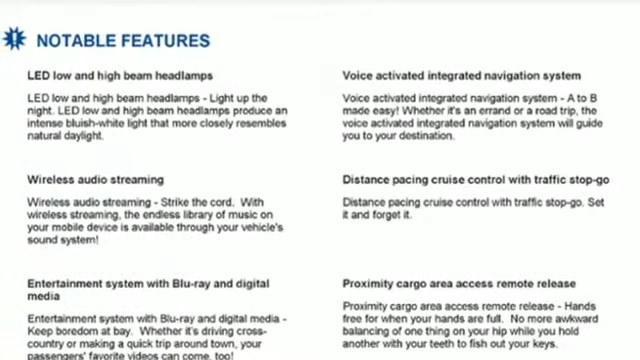 NOTABLE FEATURES
LED low and high beam headlamps
LED low and high beam headlamps - Light up the
night. LED low and high beam headlamps produce an
intense bluish-white light that more closely resembles
natural daylight.
Voice activated integrated navigation system
Voice activated integrated navigation system - A to B
made easy! Whether it's an errand or a road trip, the
voice activated integrated navigation system will guide
you to your destination.
Wireless audio streaming
Wireless audio streaming - Strike the cord. With
wireless streaming, the endless library of music on
your mobile device is available through your vehicle's
sound system!
Distance pacing cruise control with traffic stop-go
Distance pacing cruise control with traffic stop-go. Set
it and forget it.
Entertainment system with Blu-ray and digital
media
Entertainment system with Blu-ray and digital media -
Keep boredom at bay. Whether it's driving cross-
country or making a quick trip around town, your
passengers' favorite videos can come, too!
Proximity cargo area access remote release
Proximity cargo area access remote release - Hands
free for when your hands are full. No more awkward
balancing of one thing on your hip while you hold
another with your teeth to fish out your keys.